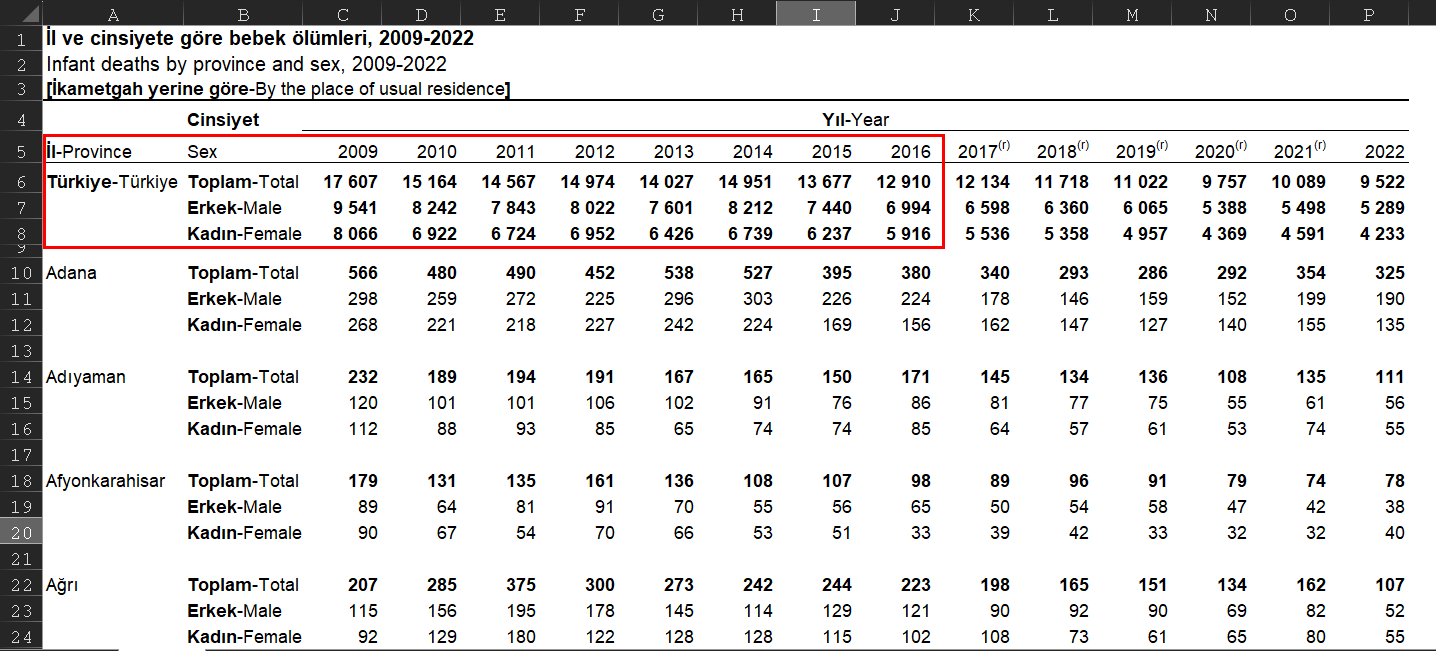 A B C D E F G H I J K L M N O P
1 İl ve cinsiyete göre bebek ölümleri, 2009-2022
2 Infant deaths by province and sex, 2009-2022
3 [İkametgah yerine göre-By the place of usual residence]
4 Cinsiyet Yıl-Year
5 İl-Province Sex 2009 2010 2011 2012 2013 2014 2015 2016 2017(r) 2018(r) 2019(r) 2020(r) 2021(r) 2022
6 Türkiye-Türkiye Toplam-Total 17 607 15 164 14 567 14 974 14 027 14 951 13 677 12 910 12 134 11 718 11 022 9 757 10 089 9 522
7 Erkek-Male 9 541 8 242 7 843 8 022 7 601 8 212 7 440 6 994 6 598 6 360 6 065 5 388 5 498 5 289
8 Kadın-Female 8 066 6 922 6 724 6 952 6 426 6 739 6 237 5 916 5 536 5 358 4 957 4 369 4 591 4 233
9
10 Adana Toplam-Total 566 480 490 452 538 527 395 380 340 293 286 292 354 325
11 Erkek-Male 298 259 272 225 296 303 226 224 178 146 159 152 199 190
12 Kadın-Female 268 221 218 227 242 224 169 156 162 147 127 140 155 135
13
14 Adıyaman Toplam-Total 232 189 194 191 167 165 150 171 145 134 136 108 135 111
15 Erkek-Male 120 101 101 106 102 91 76 86 81 77 75 55 61 56
16 Kadın-Female 112 88 93 85 65 74 74 85 64 57 61 53 74 55
17
18 Afyonkarahisar Toplam-Total 179 131 135 161 136 108 107 98 89 96 91 79 74 78
19 Erkek-Male 89 64 81 91 70 55 56 65 50 54 58 47 42 38
20 Kadın-Female 90 67 54 70 66 53 51 33 39 42 33 32 32 40
21
22 Ağrı Toplam-Total 207 285 375 300 273 242 244 223 198 165 151 134 162 107
23 Erkek-Male 115 156 195 178 145 114 129 121 90 92 90 69 82 52
24 Kadın-Female 92 129 180 122 128 128 115 102 108 73 61 65 80 55